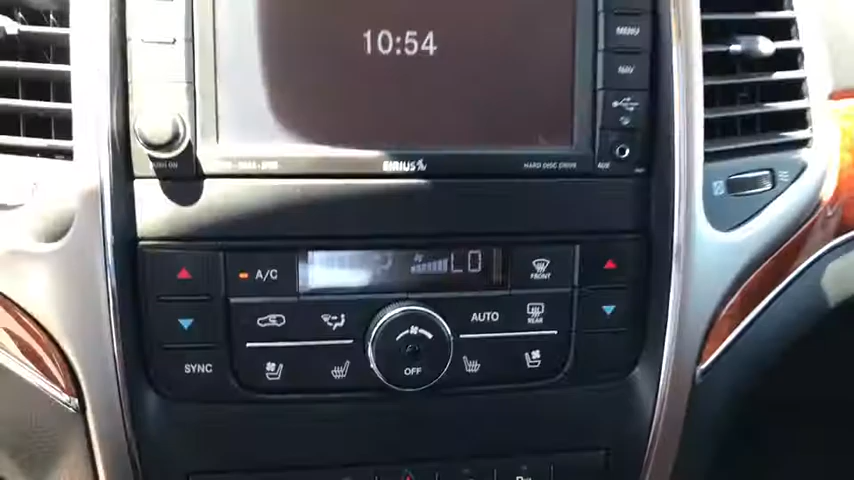 10:54
MENU
NAV
SIRIUS
HARD DISC DRIVE
AUX
A/C
LO
FRONT
AUTO
REAR
SYNC
OFF